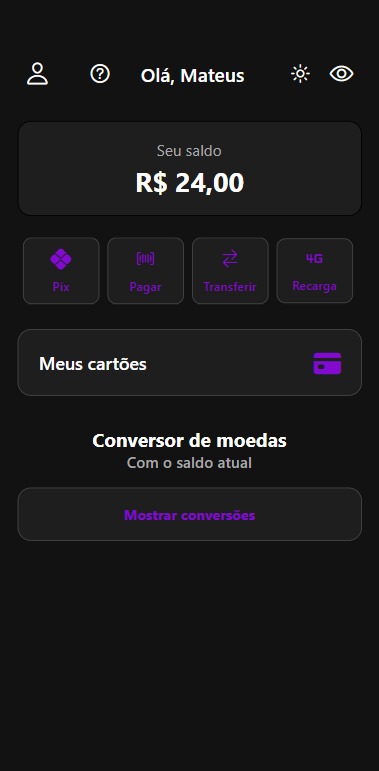 Olá, Mateus
Seu saldo
R$ 24,00
Pix
Pagar
Transferir
4G
Recarga
Meus cartões
Conversor de moedas
Com o saldo atual
Mostrar conversões